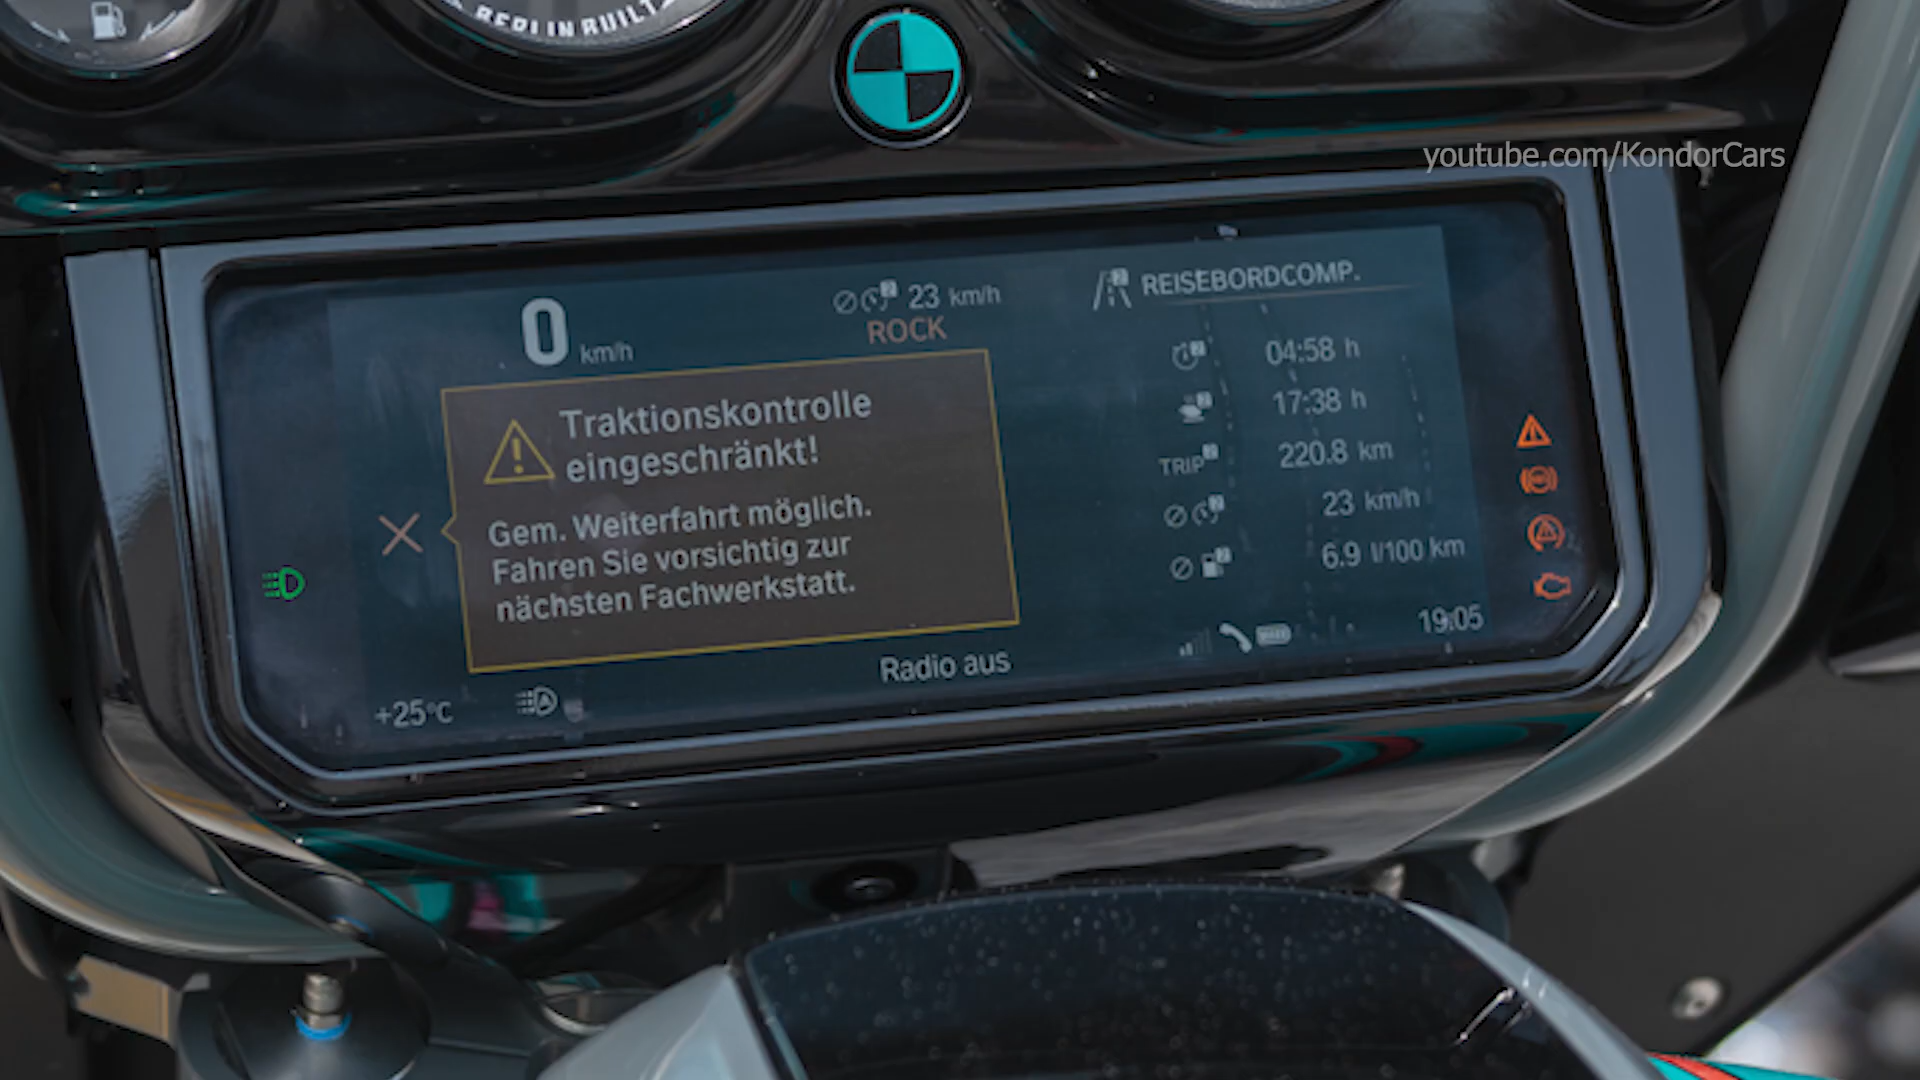 BERLIN BUILT
youtube.com/KondorCars
0 km/h
23 km/h
ROCK
Traktionskontrolle
eingeschränkt!
Gem. Weiterfahrt möglich.
Fahren Sie vorsichtig zur
nächsten Fachwerkstatt.
Radio aus
+25°C
REISEBORDCOMP.
04:58 h
17:38 h
TRIP 220.8 km
23 km/h
6.9 l/100 km
19:05